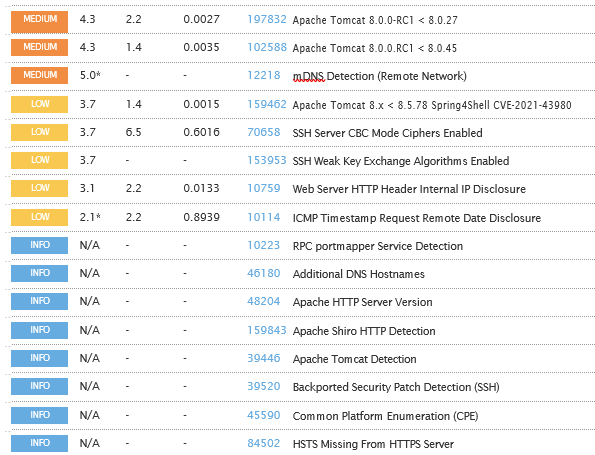 MEDIUM 4.3 2.2 0.0027 197832 Apache Tomcat 8.0.0-RC1 < 8.0.27
MEDIUM 4.3 1.4 0.0035 102588 Apache Tomcat 8.0.0.RC1 < 8.0.45
MEDIUM 5.0* - - 12218 mDNS Detection (Remote Network)
LOW 3.7 1.4 0.0015 159462 Apache Tomcat 8.x < 8.5.78 Spring4Shell CVE-2021-43980
LOW 3.7 6.5 0.6016 70658 SSH Server CBC Mode Ciphers Enabled
LOW 3.7 - - 153953 SSH Weak Key Exchange Algorithms Enabled
LOW 3.1 2.2 0.0133 10759 Web Server HTTP Header Internal IP Disclosure
LOW 2.1* 2.2 0.8939 10114 ICMP Timestamp Request Remote Date Disclosure
INFO N/A - - 10223 RPC portmapper Service Detection
INFO N/A - - 46180 Additional DNS Hostnames
INFO N/A - - 48204 Apache HTTP Server Version
INFO N/A - - 159843 Apache Shiro HTTP Detection
INFO N/A - - 39446 Apache Tomcat Detection
INFO N/A - - 39520 Backported Security Patch Detection (SSH)
INFO N/A - - 45590 Common Platform Enumeration (CPE)
INFO N/A - - 84502 HSTS Missing From HTTPS Server